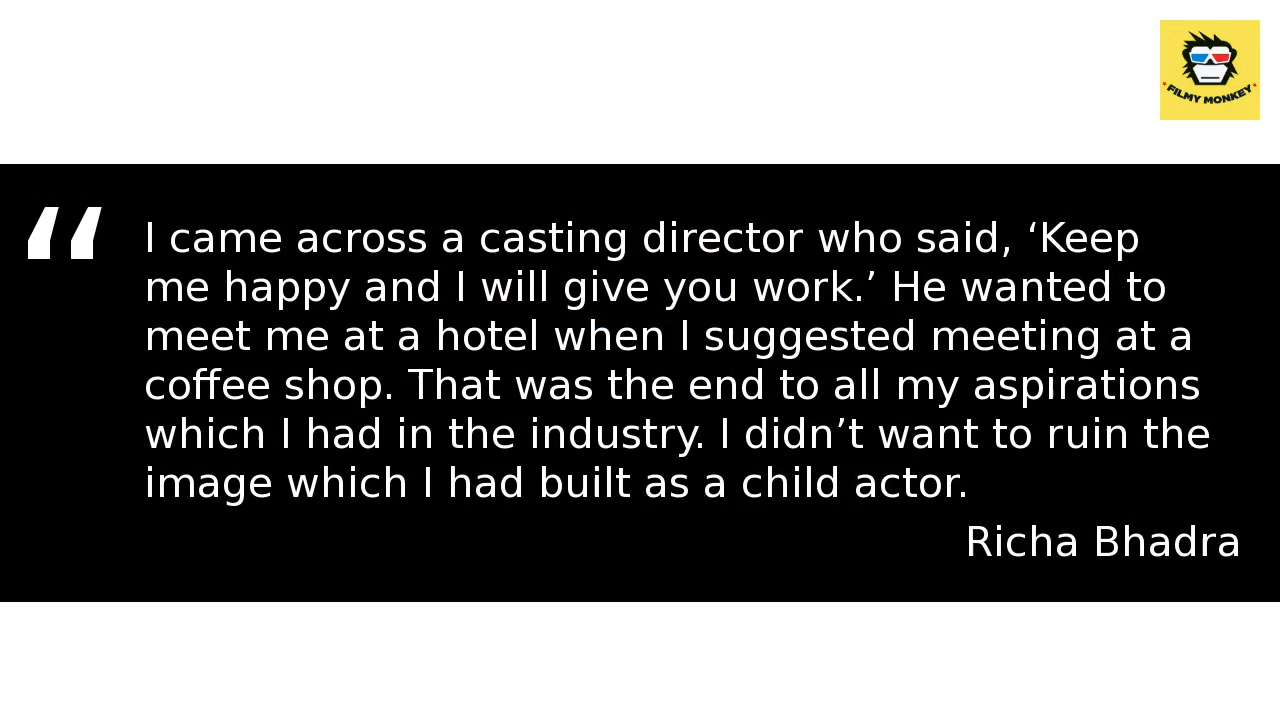 FILMY MONKEY
“
I came across a casting director who said, ‘Keep
me happy and I will give you work.’ He wanted to
meet me at a hotel when I suggested meeting at a
coffee shop. That was the end to all my aspirations
which I had in the industry. I didn’t want to ruin the
image which I had built as a child actor.
Richa Bhadra